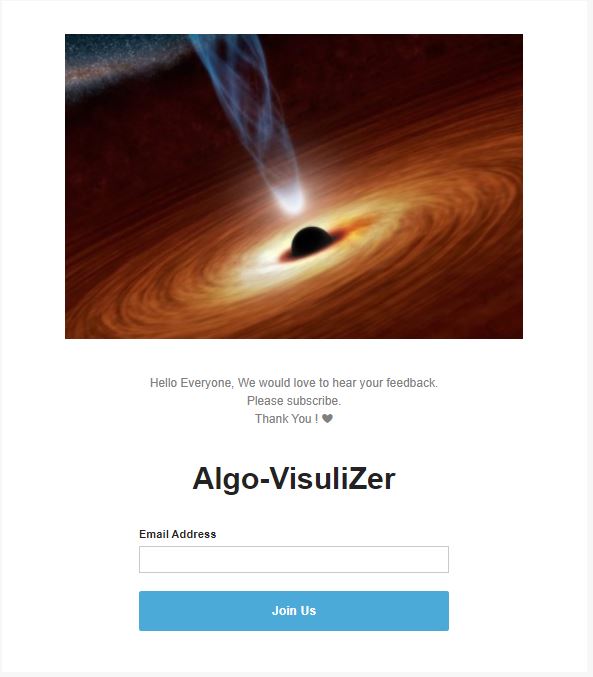 Hello Everyone, We would love to hear your feedback.
Please subscribe.
Thank You ! ♥
Algo-VisuliZer
Email Address
Join Us